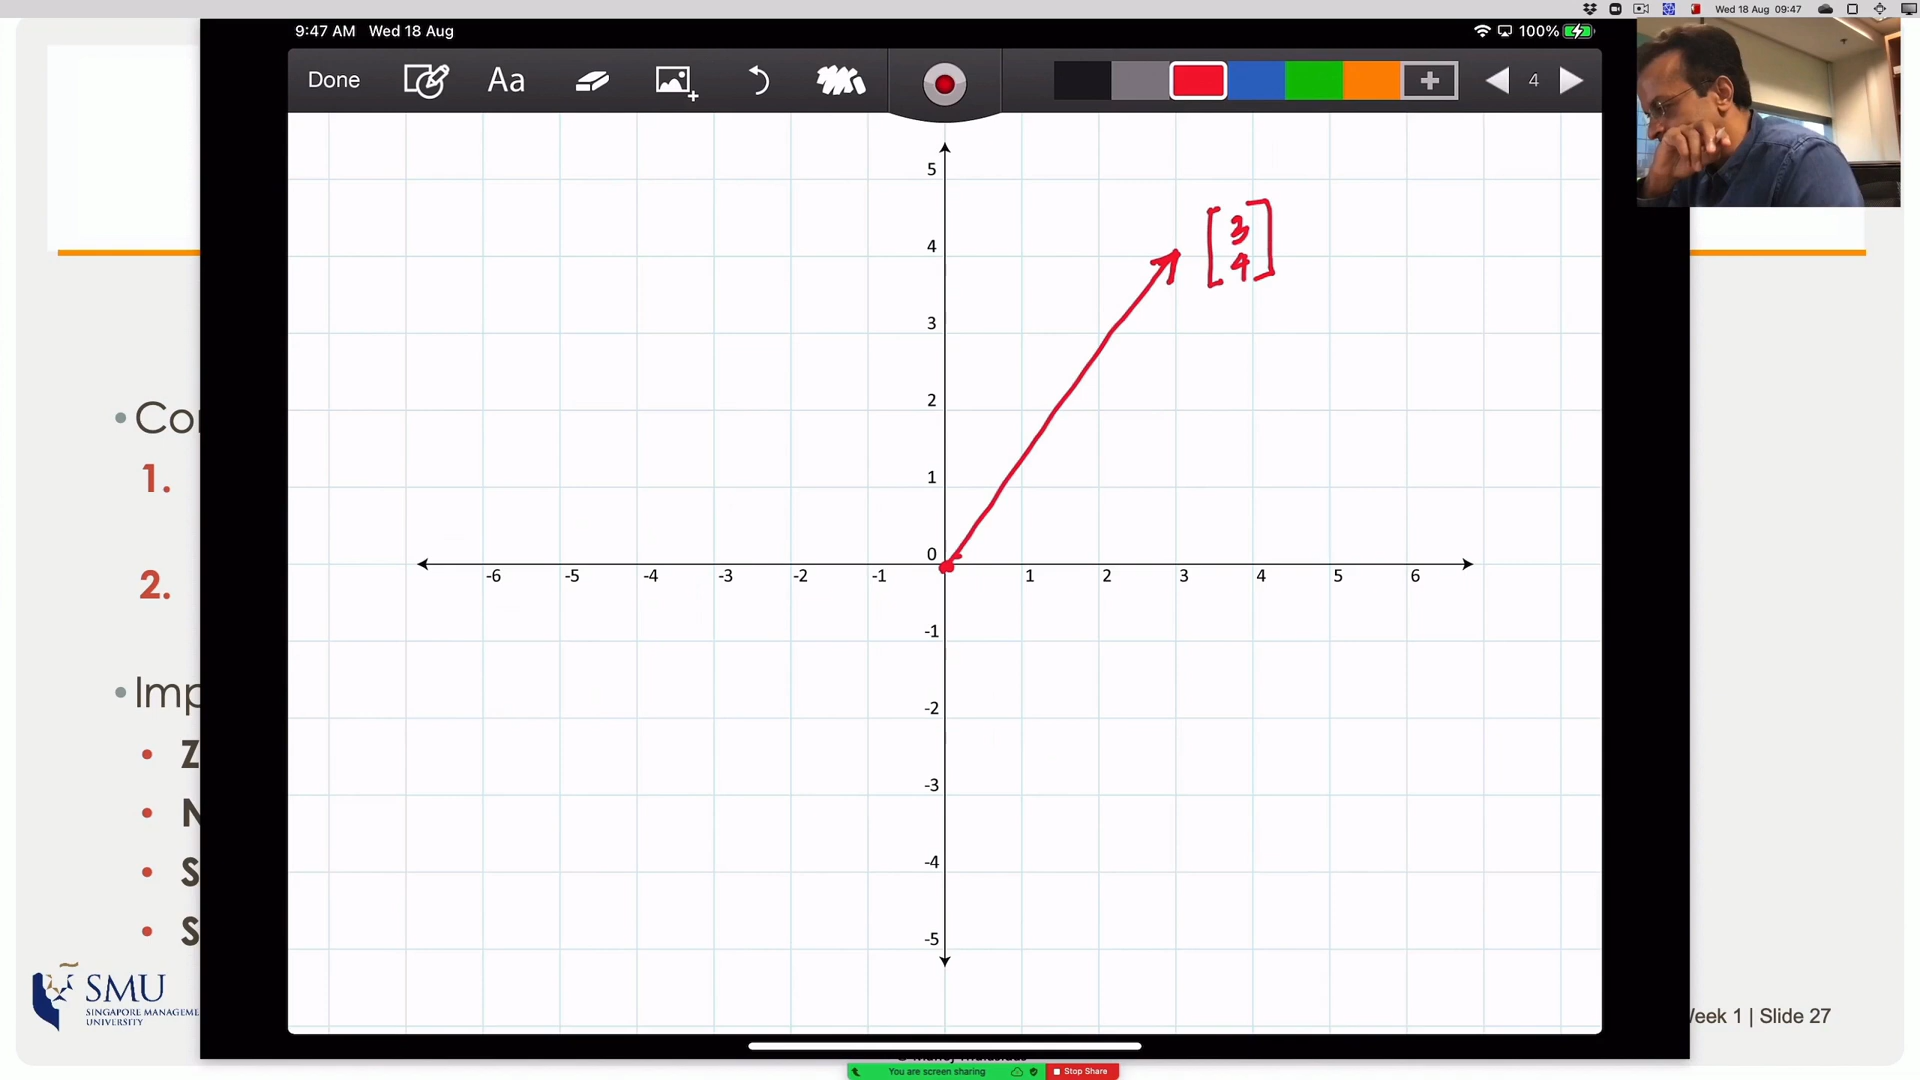 Wed 18 Aug 09:47
9:47 AM Wed 18 Aug
100%
Done
Aa
4
5
4
3
2
1
0
-6 -5 -4 -3 -2 -1 1 2 3 4 5 6
-1
-2
-3
-4
-5
3
4
Co
1.
2.
Imp
Z
N
S
S
SMU
SINGAPORE MANAGEME
UNIVERSITY
Week 1 | Slide 27
You are screen sharing
Stop Share